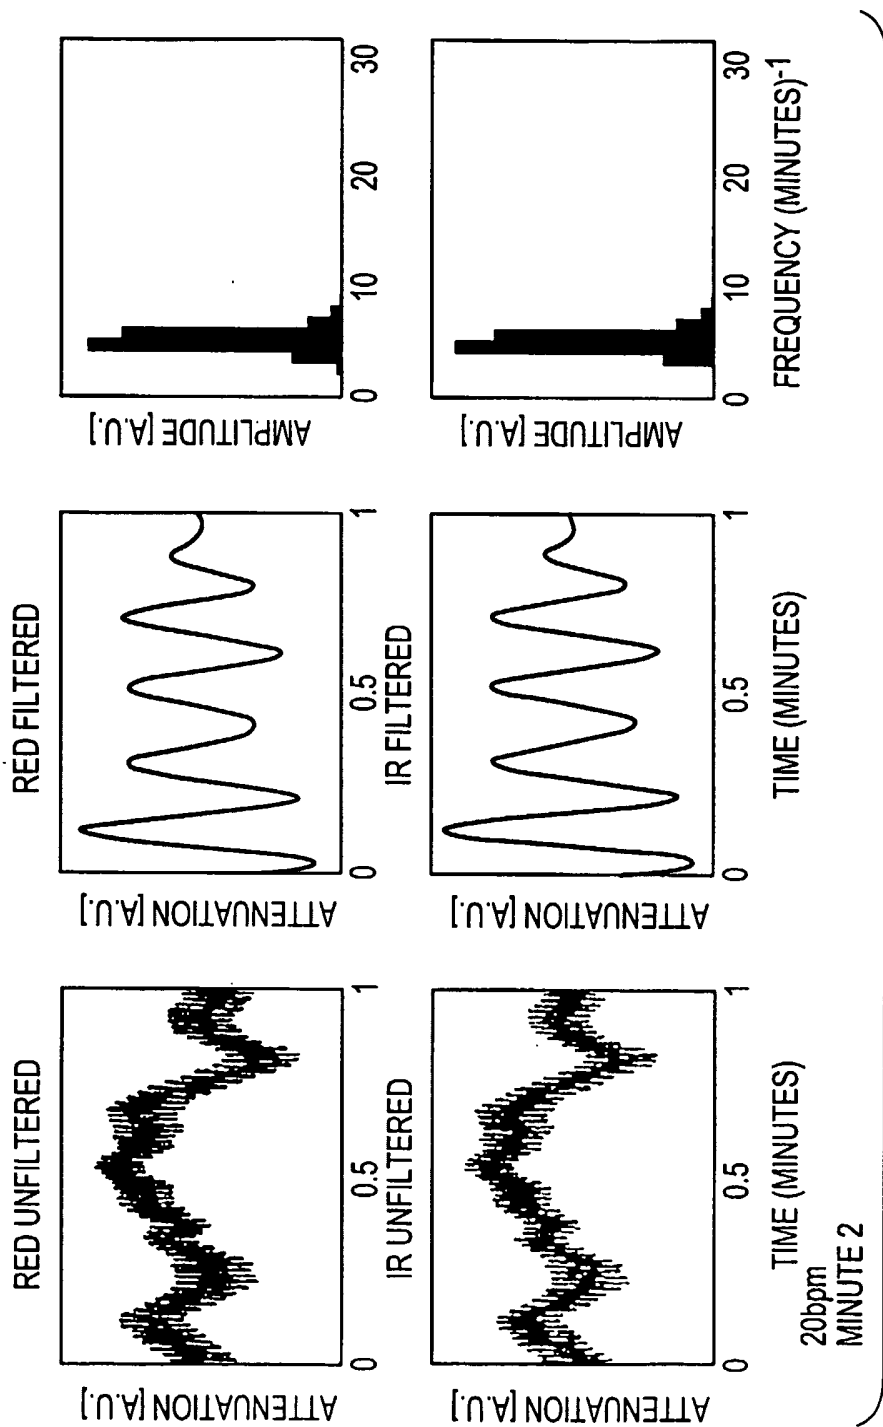 RED UNFILTERED
RED FILTERED
ATTENUATION [A.U.]
0
0.5
1
ATTENUATION [A.U.]
0
0.5
1
AMPLITUDE [A.U.]
0
10
20
30
IR UNFILTERED
IR FILTERED
ATTENUATION [A.U.]
0
0.5
1
TIME (MINUTES)
ATTENUATION [A.U.]
0
0.5
1
TIME (MINUTES)
AMPLITUDE [A.U.]
0
10
20
30
FREQUENCY (MINUTES)-1
20bpm
MINUTE 2